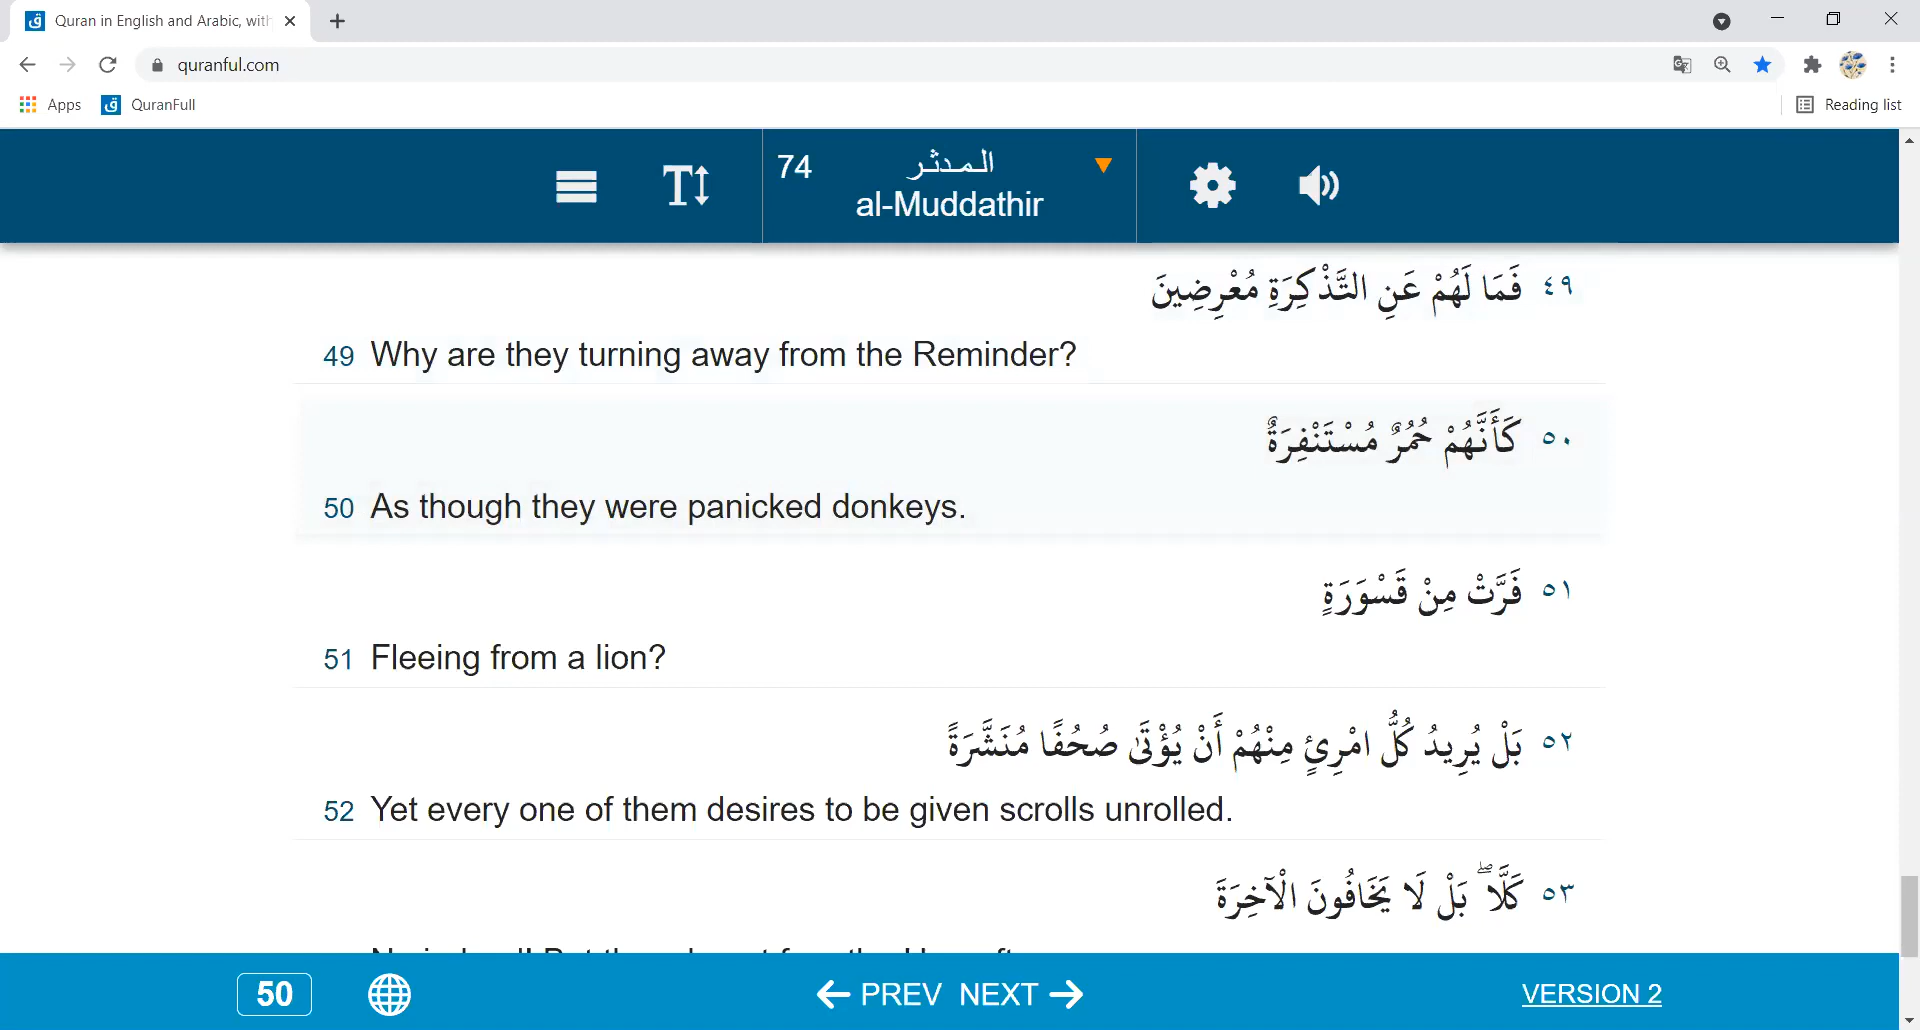 Quran in English and Arabic, with
quranful.com
Apps QuranFull Reading list
74 المدثر
al-Muddathir
٤٩ فَمَا لَهُمْ عَنِ التَّذْكِرَةِ مُعْرِضِينَ
49 Why are they turning away from the Reminder?
٥٠ كَأَنَّهُمْ حُمُرٌ مُسْتَنْفِرَةٌ
50 As though they were panicked donkeys.
٥١ فَرَّتْ مِنْ قَسْوَرَةٍ
51 Fleeing from a lion?
٥٢ بَلْ يُرِيدُ كُلُّ امْرِئٍ مِنْهُمْ أَنْ يُؤْتَىٰ صُحُفًا مُنَشَّرَةً
52 Yet every one of them desires to be given scrolls unrolled.
٥٣ كَلَّا ۖ بَلْ لَا يَخَافُونَ الْآخِرَةَ
50 PREV NEXT VERSION 2